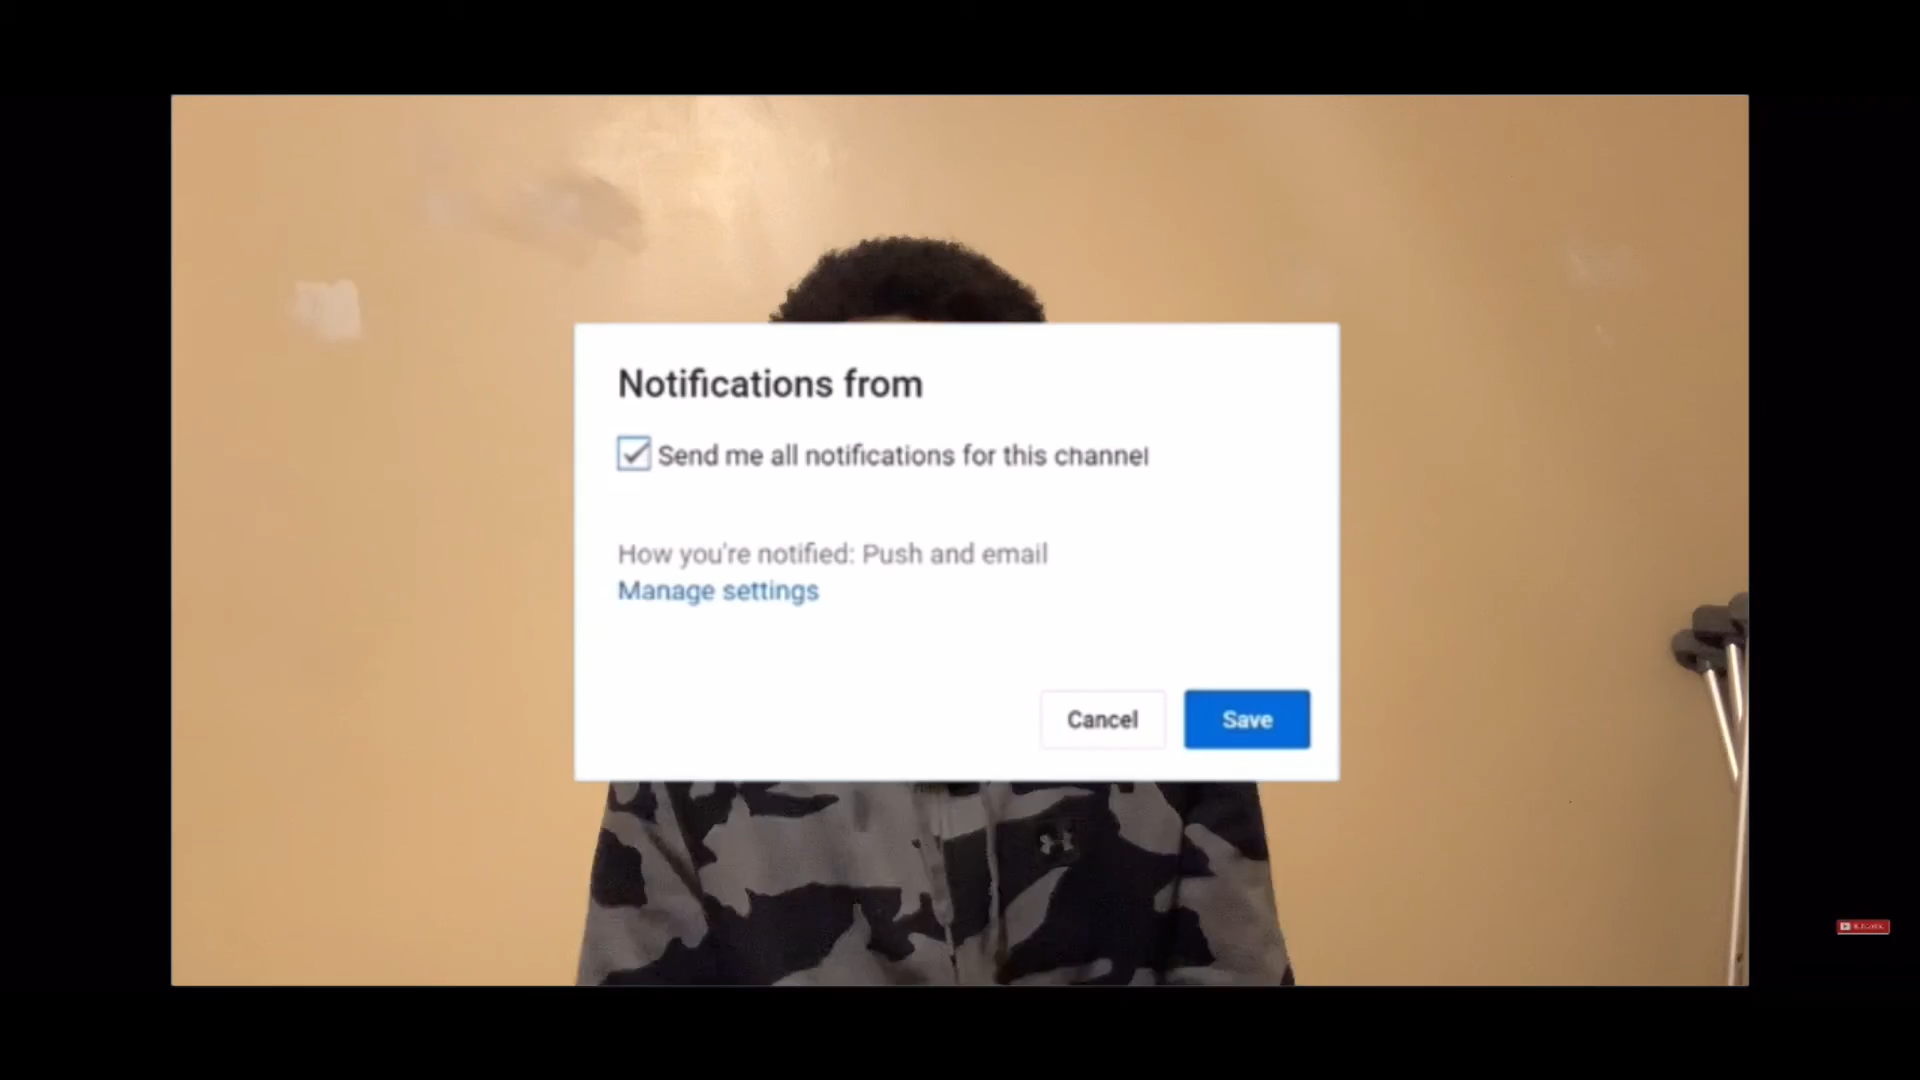 Notifications from
Send me all notifications for this channel
How you're notified: Push and email
Manage settings
Cancel
Save